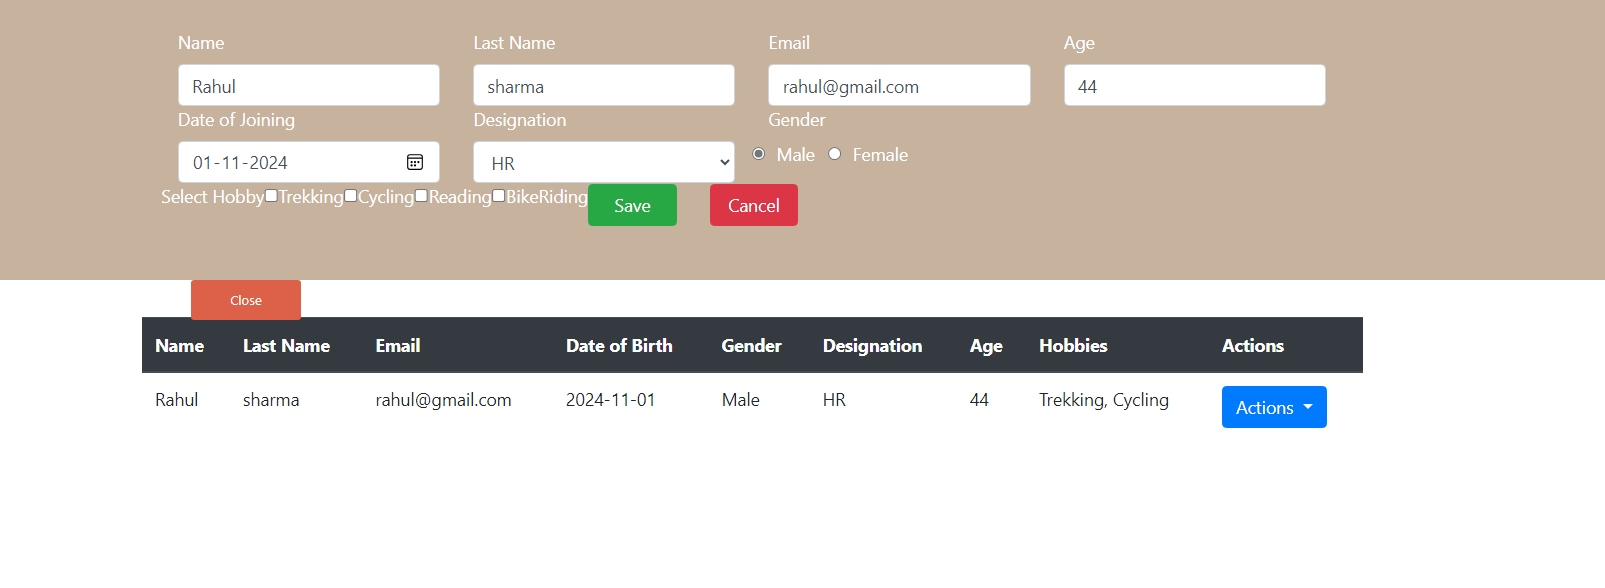 Name Last Name Email Age
Rahul sharma rahul@gmail.com 44
Date of Joining Designation Gender
01-11-2024 HR Male Female
Select Hobby Trekking Cycling Reading BikeRiding Save Cancel
Close
Name Last Name Email Date of Birth Gender Designation Age Hobbies Actions
Rahul sharma rahul@gmail.com 2024-11-01 Male HR 44 Trekking, Cycling Actions